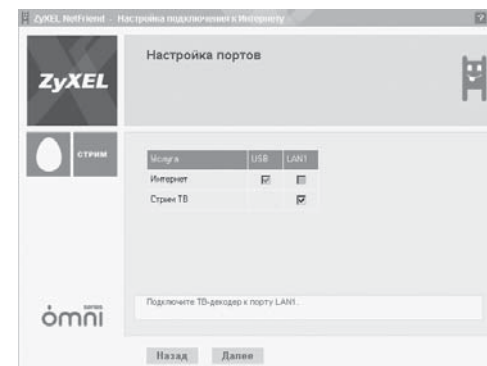 ZyXEL NetFriend - Настройка подключения к Интернету
ZyXEL
Настройка портов
СТРИМ
Услуга USB LAN1
Интернет
Стрим ТВ
Подключите ТВ-декодер к порту LAN1.
series
omni
Назад Далее